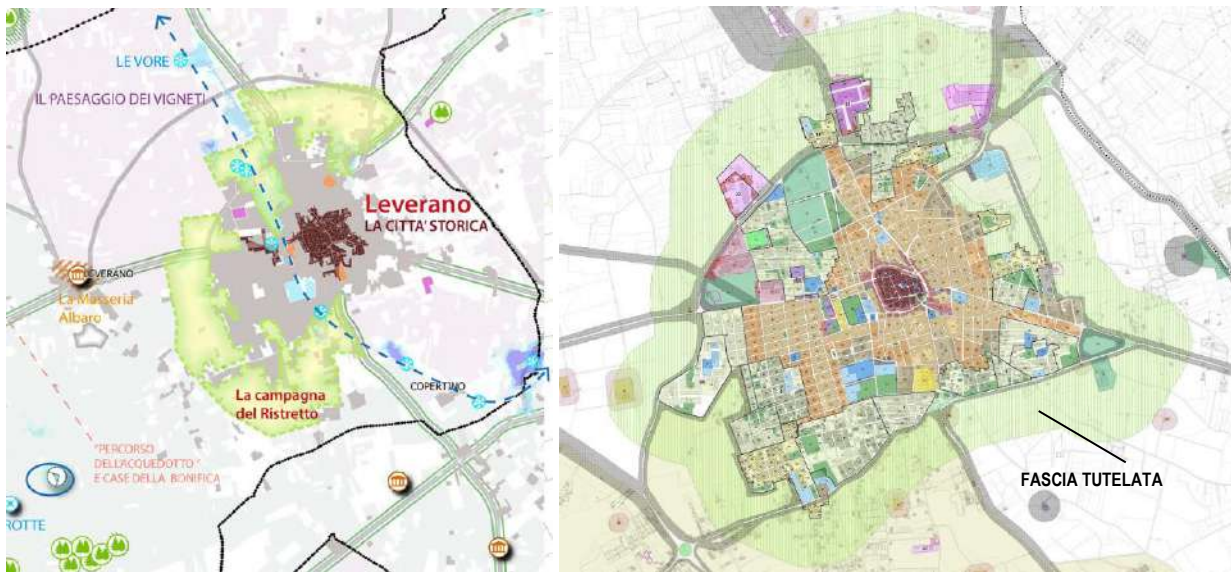 LE VORE
IL PAESAGGIO DEI VIGNETI
Leverano
LA CITTA' STORICA
LEVERANO
La Masseria
Albaro
La campagna
del Ristretto
COPERTINO
"PERCORSO
DELL'ACQUEDOTTO"
E CASE DELLA BONIFICA
ROTTE
FASCIA TUTELATA